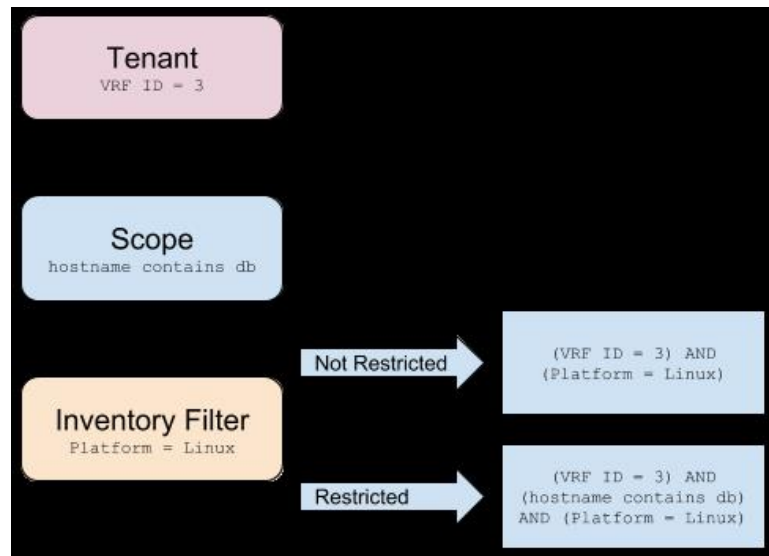 Tenant
VRF ID = 3
Scope
hostname contains db
Inventory Filter
Platform = Linux
Not Restricted
(VRF ID = 3) AND
(Platform = Linux)
Restricted
(VRF ID = 3) AND
(hostname contains db)
AND (Platform = Linux)